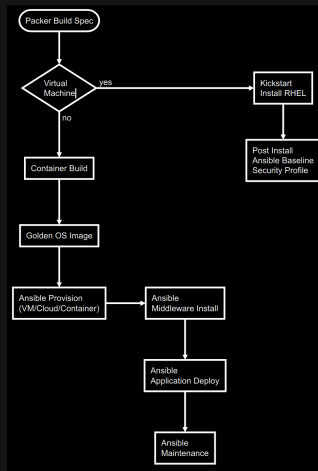 Packer Build Spec
Virtual
Machine
yes
no
Kickstart
Install RHEL
Post Install
Ansible Baseline
Security Profile
Container Build
Golden OS Image
Ansible Provision
(VM/Cloud/Container)
Ansible
Middleware Install
Ansible
Application Deploy
Ansible
Maintenance